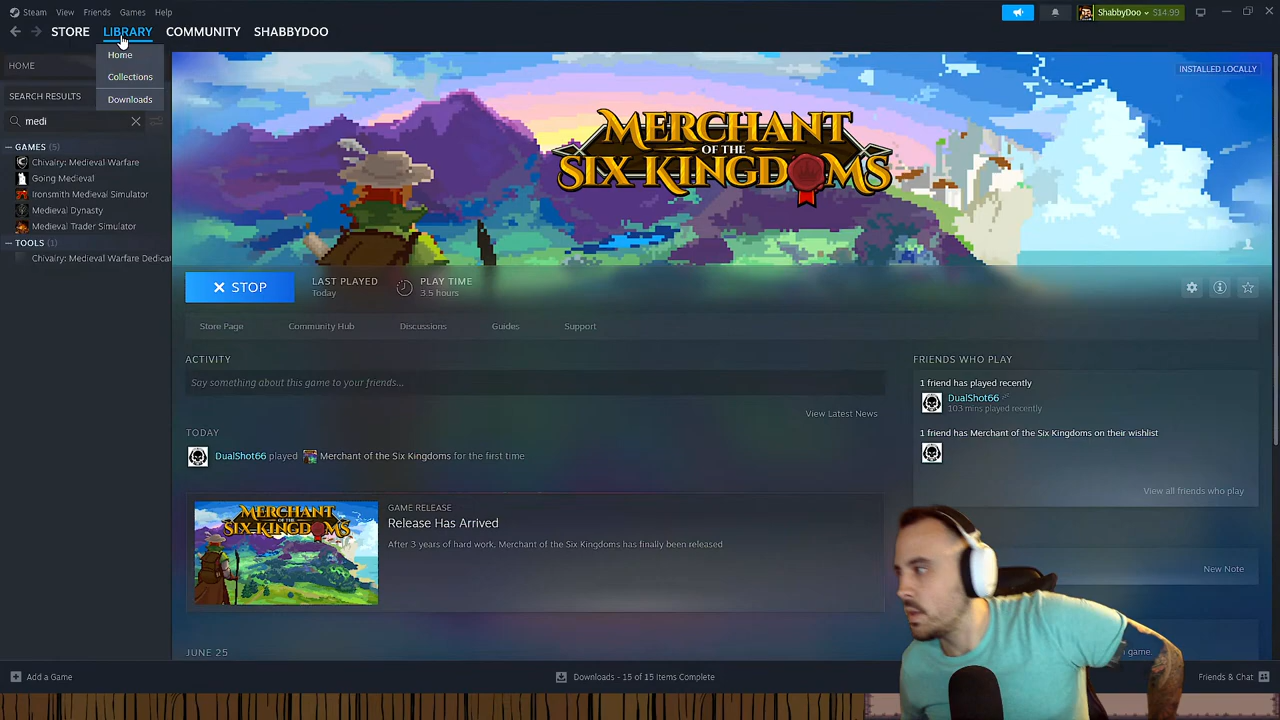 Steam View Friends Games Help
ShabbyDoo $14.99
STORE LIBRARY COMMUNITY SHABBYDOO
Home
Collections
Downloads
HOME
SEARCH RESULTS
medi
GAMES (5)
Chivalry: Medieval Warfare
Going Medieval
Ironsmith Medieval Simulator
Medieval Dynasty
Medieval Trader Simulator
TOOLS (1)
Chivalry: Medieval Warfare Dedicat
INSTALLED LOCALLY
MERCHANT
OF THE
SIX KINGDOMS
STOP
LAST PLAYED
Today
PLAY TIME
3.5 hours
Store Page Community Hub Discussions Guides Support
ACTIVITY
Say something about this game to your friends...
View Latest News
TODAY
DualShot66 played Merchant of the Six Kingdoms for the first time
MERCHANT
OF THE
SIX KINGDOMS
GAME RELEASE
Release Has Arrived
After 3 years of hard work, Merchant of the Six Kingdoms has finally been released
JUNE 25
FRIENDS WHO PLAY
1 friend has played recently
DualShot66
103 mins played recently
1 friend has Merchant of the Six Kingdoms on their wishlist
View all friends who play
New Note
n game.
Add a Game
Downloads - 15 of 15 Items Complete
Friends & Chat